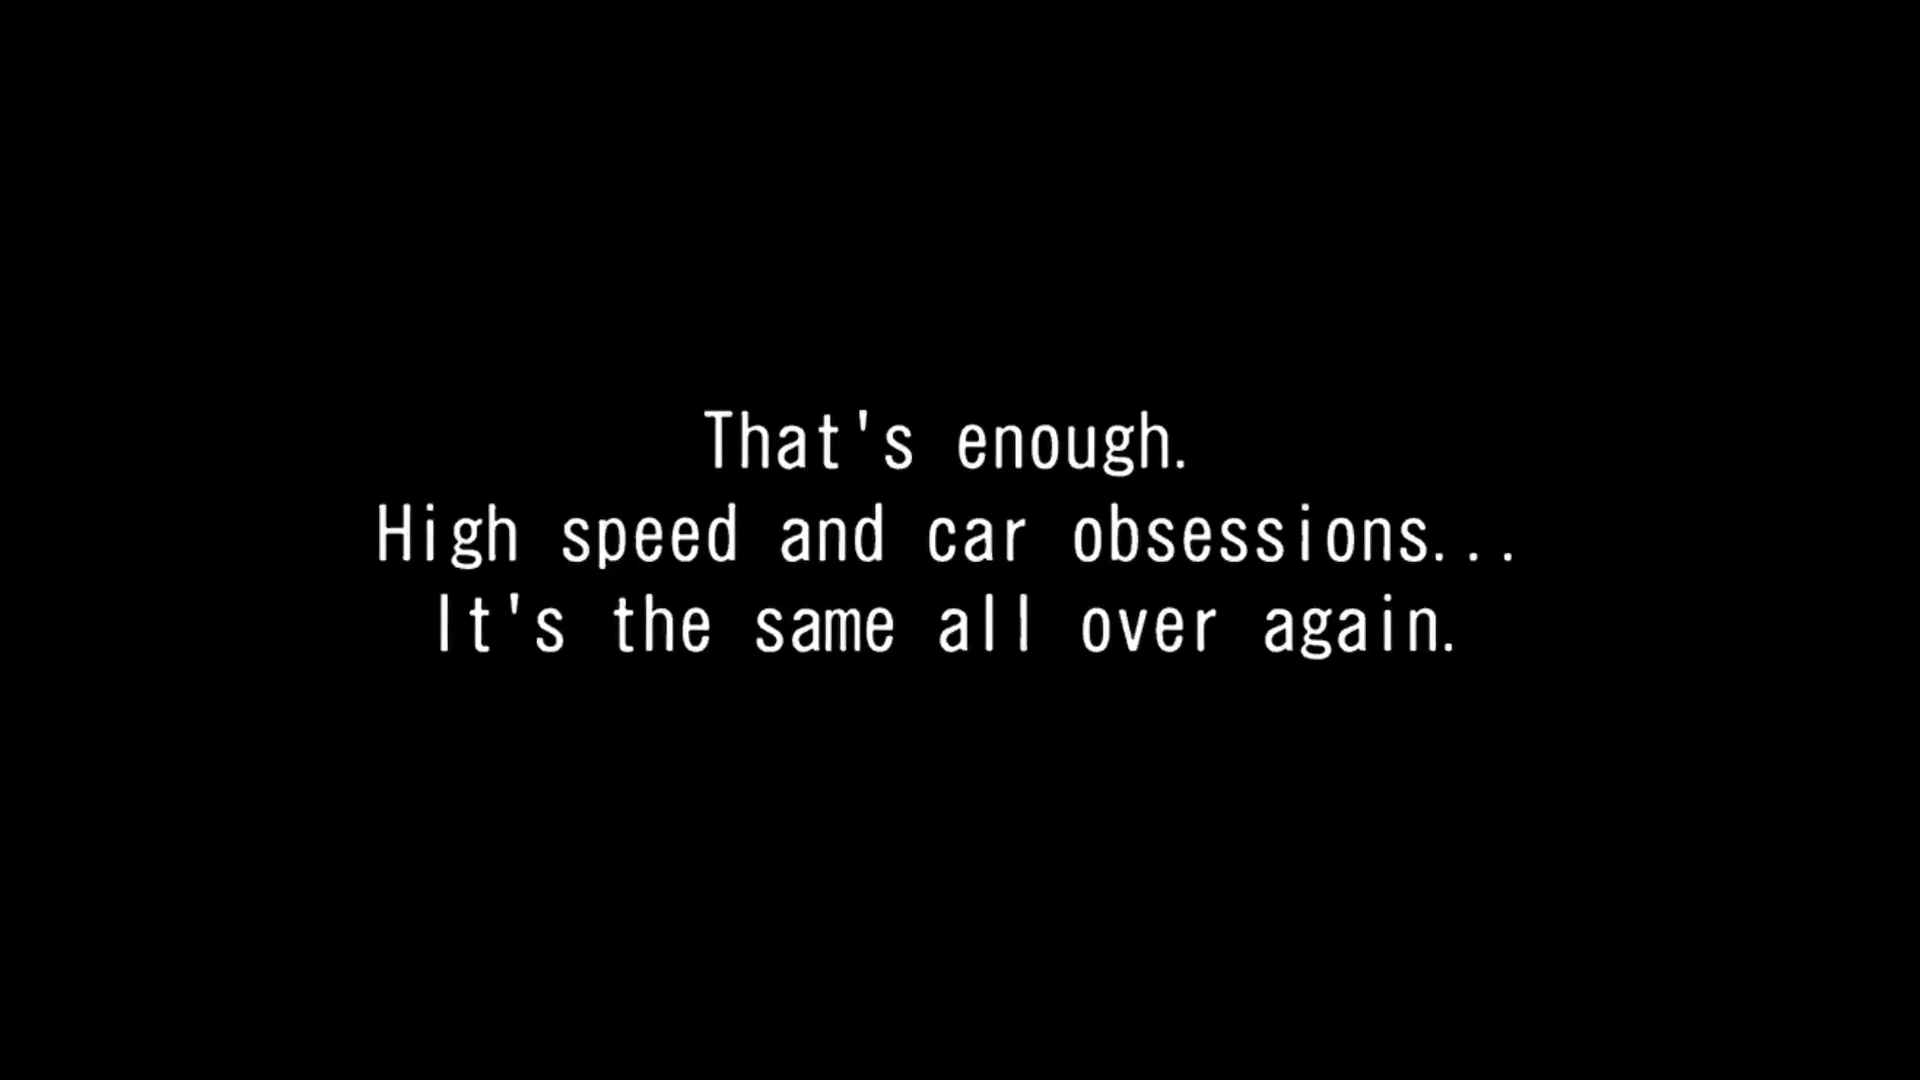 That's enough.
High speed and car obsessions...
It's the same all over again.